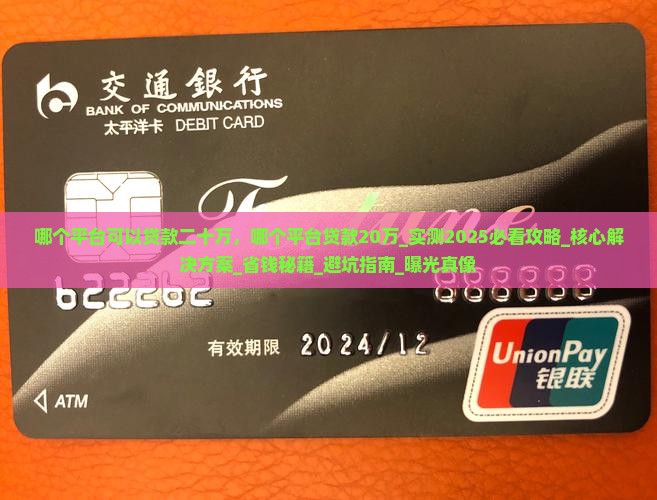 交通銀行
BANK OF COMMUNICATIONS
太平洋卡 DEBIT CARD
哪个平台可以贷款二十万，哪个平台贷款20万_实测2025必看攻略_核心解
决方案_省钱秘籍_避坑指南_曝光真像
622262
888888
有效期限 2024/12
ATM
UnionPay
银联